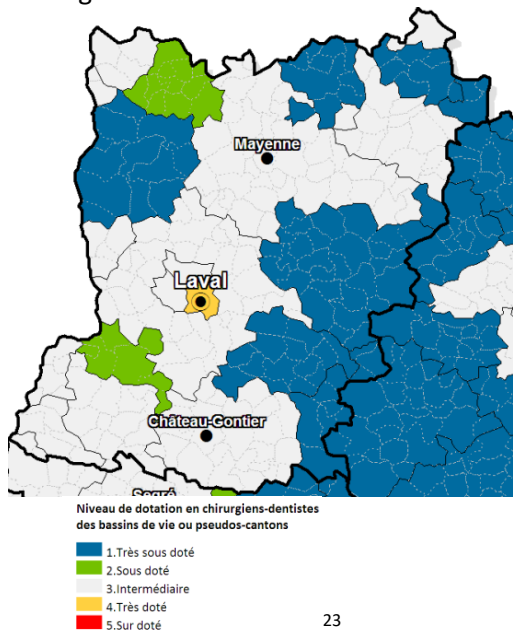 Mayenne
Laval
Château-Gontier
Segré
Niveau de dotation en chirurgiens-dentistes
des bassins de vie ou pseudos-cantons
1.Très sous doté
2.Sous doté
3.Intermédiaire
4.Très doté
5.Sur doté
23